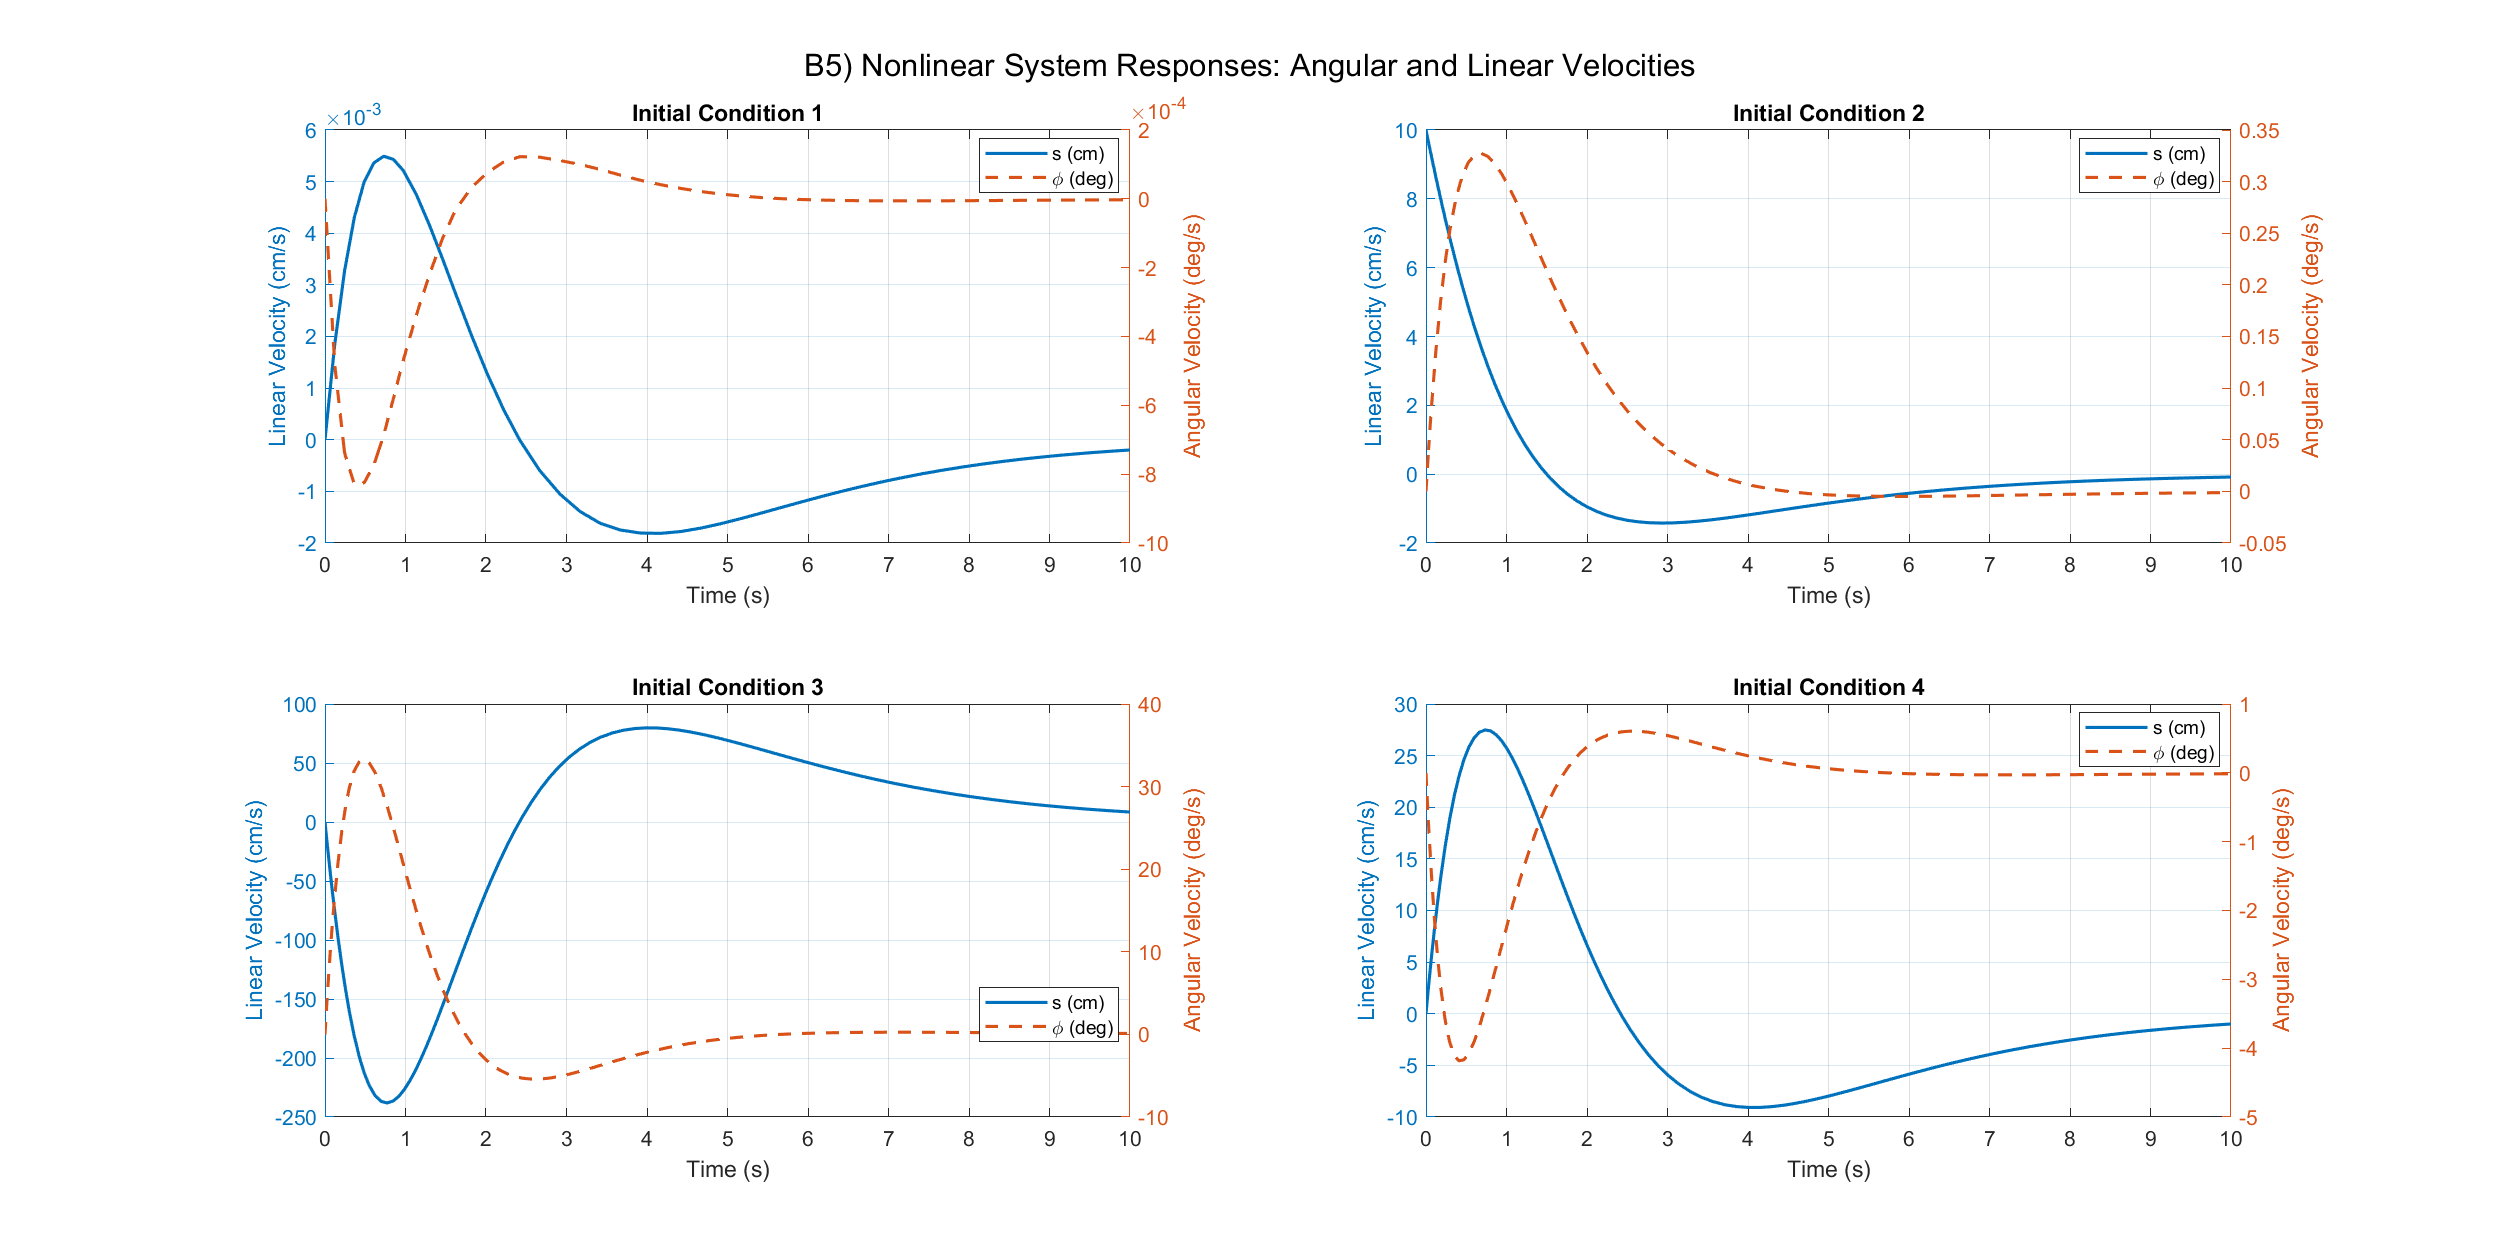 B5) Nonlinear System Responses: Angular and Linear Velocities
Initial Condition 1
×10-3
×10-4
6
5
4
3
2
1
0
-1
-2
Linear Velocity (cm/s)
2
0
-2
-4
-6
-8
-10
Angular Velocity (deg/s)
s (cm)
ϕ (deg)
0 1 2 3 4 5 6 7 8 9 10
Time (s)
Initial Condition 2
10
8
6
4
2
0
-2
Linear Velocity (cm/s)
0.35
0.3
0.25
0.2
0.15
0.1
0.05
0
-0.05
Angular Velocity (deg/s)
s (cm)
ϕ (deg)
0 1 2 3 4 5 6 7 8 9 10
Time (s)
Initial Condition 3
100
50
0
-50
-100
-150
-200
-250
Linear Velocity (cm/s)
40
30
20
10
0
-10
Angular Velocity (deg/s)
s (cm)
ϕ (deg)
0 1 2 3 4 5 6 7 8 9 10
Time (s)
Initial Condition 4
30
25
20
15
10
5
0
-5
-10
Linear Velocity (cm/s)
1
0
-1
-2
-3
-4
-5
Angular Velocity (deg/s)
s (cm)
ϕ (deg)
0 1 2 3 4 5 6 7 8 9 10
Time (s)